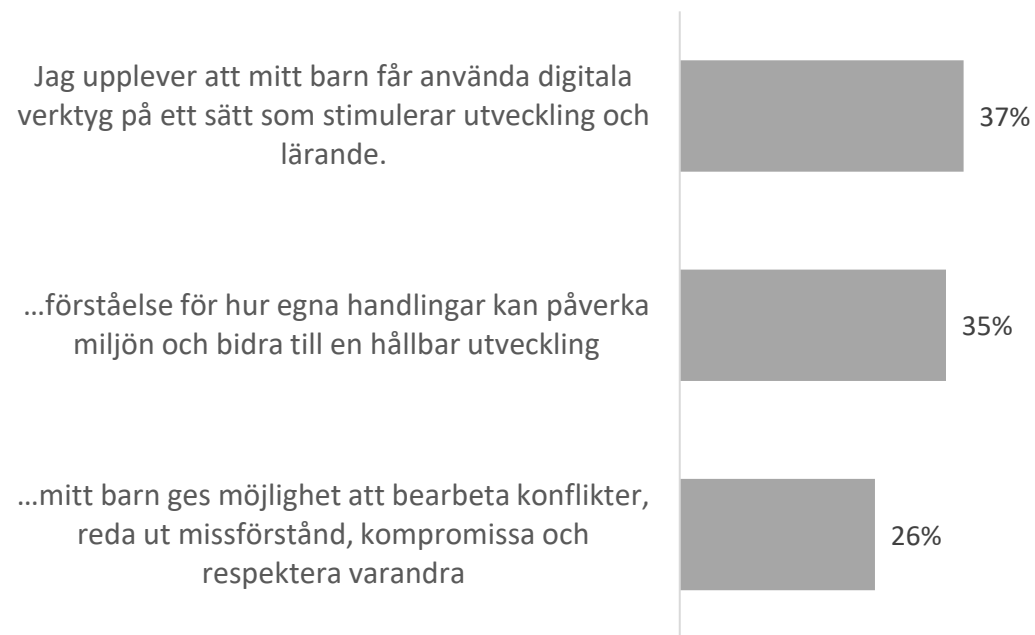 Jag upplever att mitt barn får använda digitala
verktyg på ett sätt som stimulerar utveckling och
lärande.
37%
...förståelse för hur egna handlingar kan påverka
miljön och bidra till en hållbar utveckling
35%
...mitt barn ges möjlighet att bearbeta konflikter,
reda ut missförstånd, kompromissa och
respektera varandra
26%